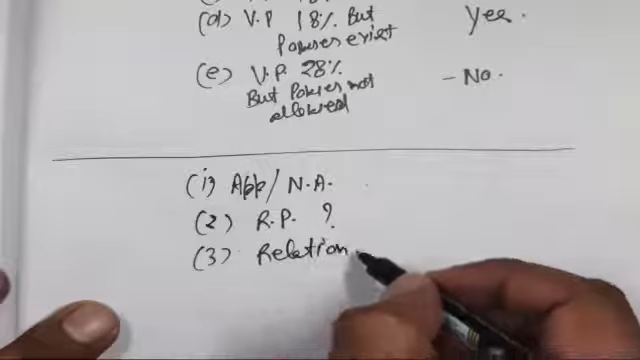 (d) V.P 18% But Yes.
Powers exist
(e) V.P. 28% - No.
But Powers not
allowed
(1) App/ N.A.
(2) R.P. ?
(3) Relation